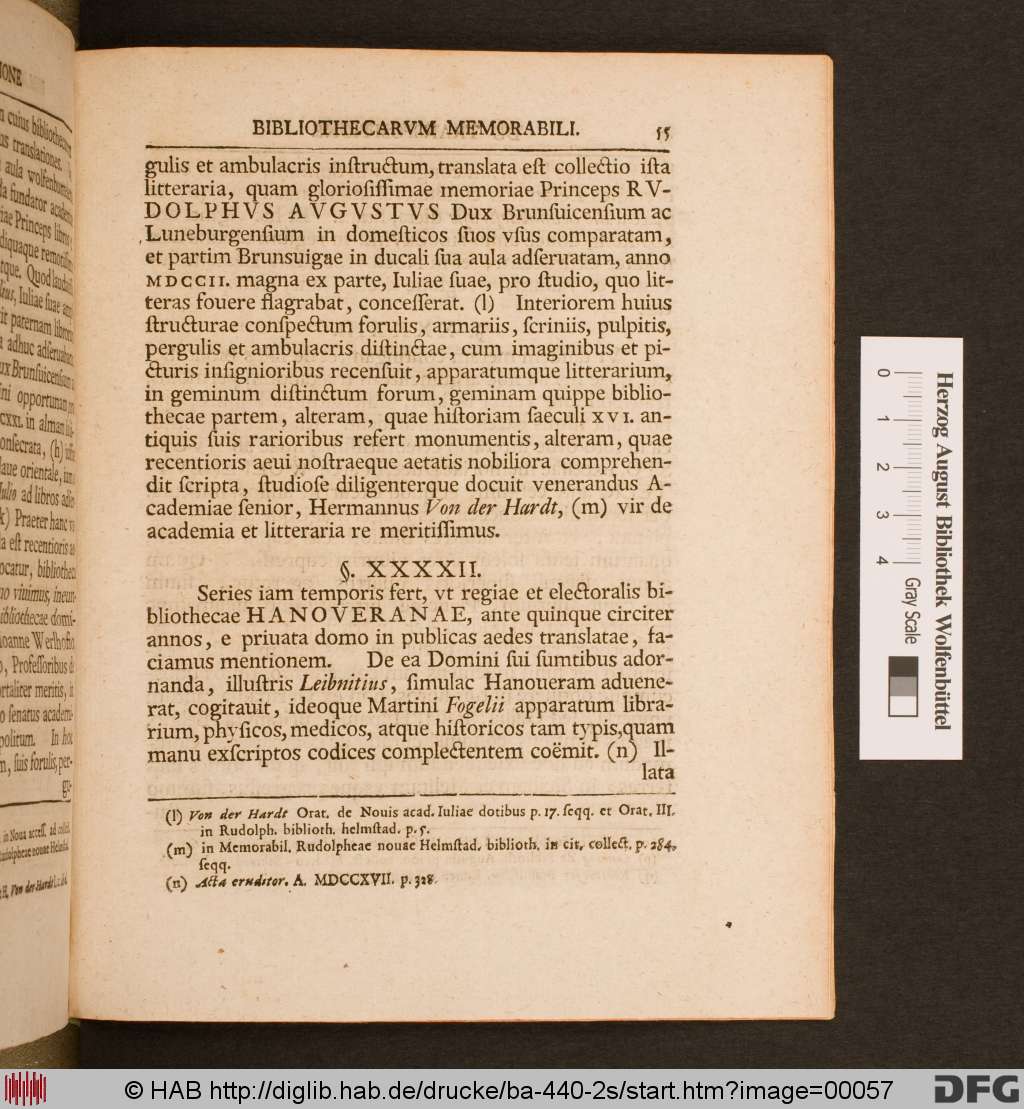 BIBLIOTHECARVM MEMORABILI. 55
gulis et ambulacris inſtructum, translata eſt collectio iſta
litteraria, quam glorioſiſſimae memoriae Princeps RV-
DOLPHVS AVGVSTVS Dux Brunſuicenſium ac
Luneburgenſium in domeſticos ſuos vſus comparatam,
et partim Brunsuigae in ducali ſua aula adſeruatam, anno
MDCCII. magna ex parte, Iuliae ſuae, pro ſtudio, quo lit-
teras fouere flagrabat, conceſſerat. (l) Interiorem huius
ſtructurae conſpectum forulis, armariis, ſcriniis, pulpitis,
pergulis et ambulacris diſtinctae, cum imaginibus et pi-
cturis inſignioribus recenſuit, apparatumque litterarium,
in geminum diſtinctum forum, geminam quippe biblio-
thecae partem, alteram, quae hiſtoriam ſaeculi XVI. an-
tiquis ſuis rarioribus refert monumentis, alteram, quae
recentioris aeui noſtraeque aetatis nobiliora comprehen-
dit ſcripta, ſtudioſe diligenterque docuit venerandus A-
cademiae ſenior, Hermannus Von der Hardt, (m) vir de
academia et litteraria re meritiſſimus.
§. XXXXII.
Series iam temporis fert, vt regiae et electoralis bi-
bliothecae HANOVERANAE, ante quinque circiter
annos, e priuata domo in publicas aedes translatae, fa-
ciamus mentionem. De ea Domini ſui ſumtibus ador-
nanda, illuſtris Leibnitius, ſimulac Hanoueram aduene-
rat, cogitauit, ideoque Martini Fogelii apparatum libra-
rium, phyſicos, medicos, atque hiſtoricos tam typis,quam
manu exſcriptos codices complectentem coëmit. (n) Il-
lata
(l) Von der Hardt Orat. de Nouis acad. Iuliae dotibus p. 17. ſeqq. et Orat. III.
in Rudolph. biblioth. helmſtad. p. 5.
(m) in Memorabil. Rudolpheae nouae Helmſtad. biblioth. in cit. collect. p. 284.
ſeqq.
(n) Acta eruditor. A. MDCCXVII. p. 328.
0 1 2 3 4
Herzog August Bibliothek Wolfenbüttel
Gray Scale
© HAB http://diglib.hab.de/drucke/ba-440-2s/start.htm?image=00057
DFG